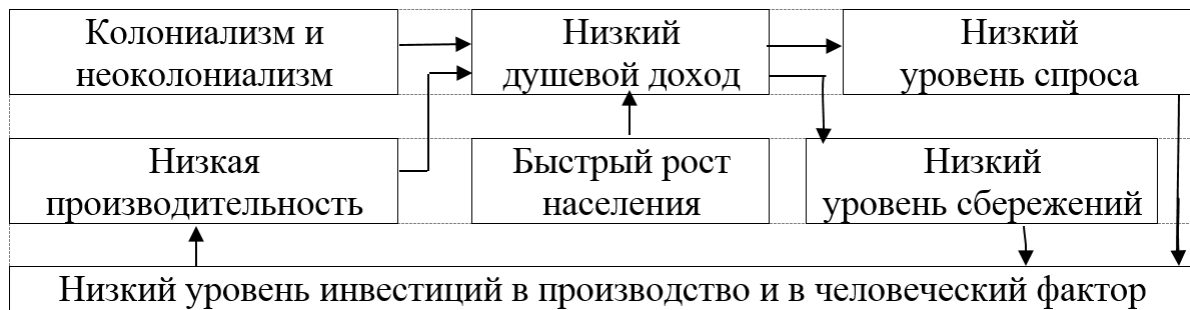 Колониализм и
неоколониализм
Низкий
душевой доход
Низкий
уровень спроса
Низкая
производительность
Быстрый рост
населения
Низкий
уровень сбережений
Низкий уровень инвестиций в производство и в человеческий фактор